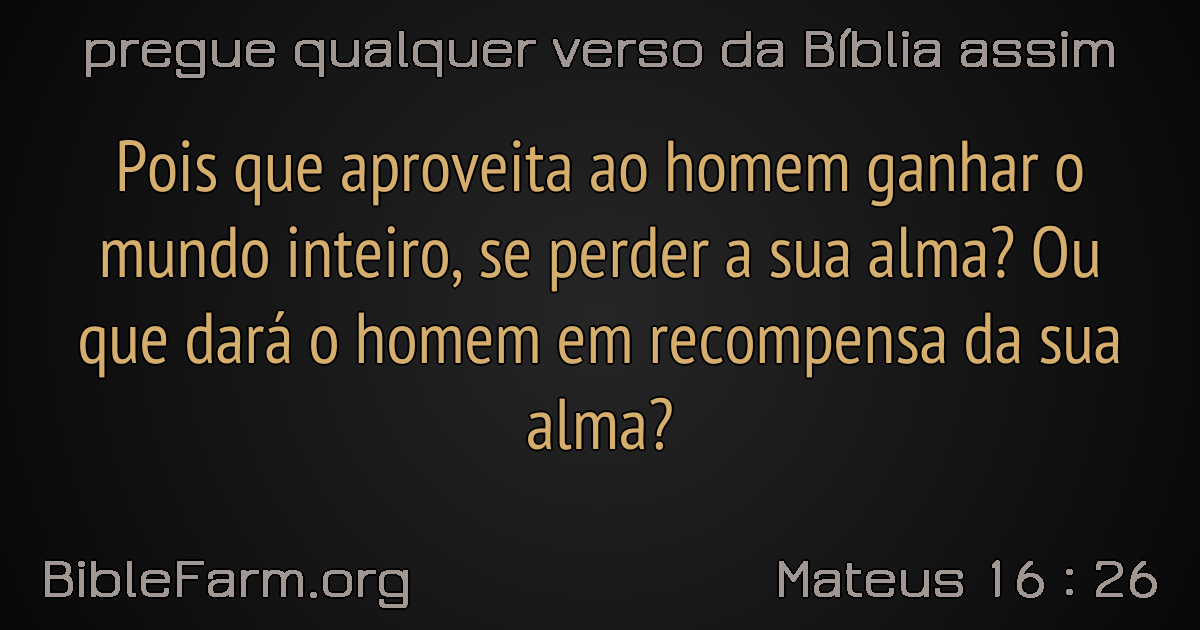 pregue qualquer verso da Bíblia assim
Pois que aproveita ao homem ganhar o
mundo inteiro, se perder a sua alma? Ou
que dará o homem em recompensa da sua
alma?
BibleFarm.org
Mateus 16 : 26